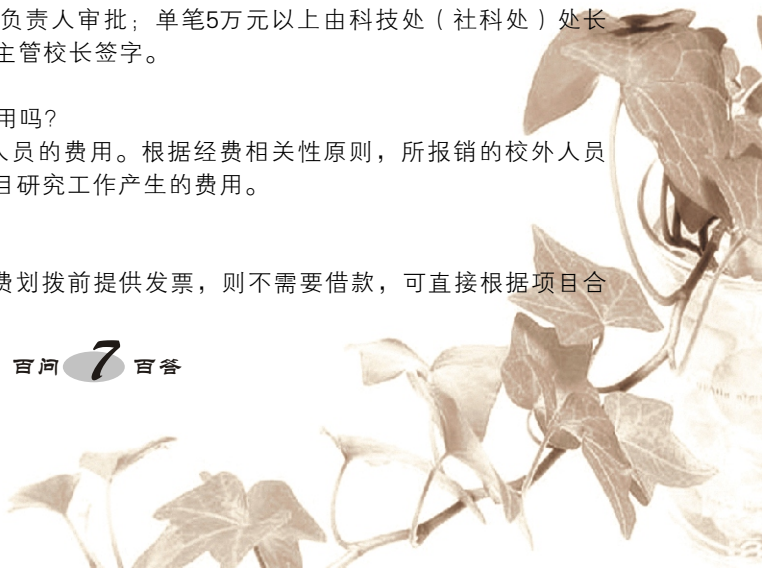 负责人审批；单笔5万元以上由科技处（社科处）处长
主管校长签字。
用吗？
人员的费用。根据经费相关性原则，所报销的校外人员
目研究工作产生的费用。
费划拨前提供发票，则不需要借款，可直接根据项目合
百问 7 百答